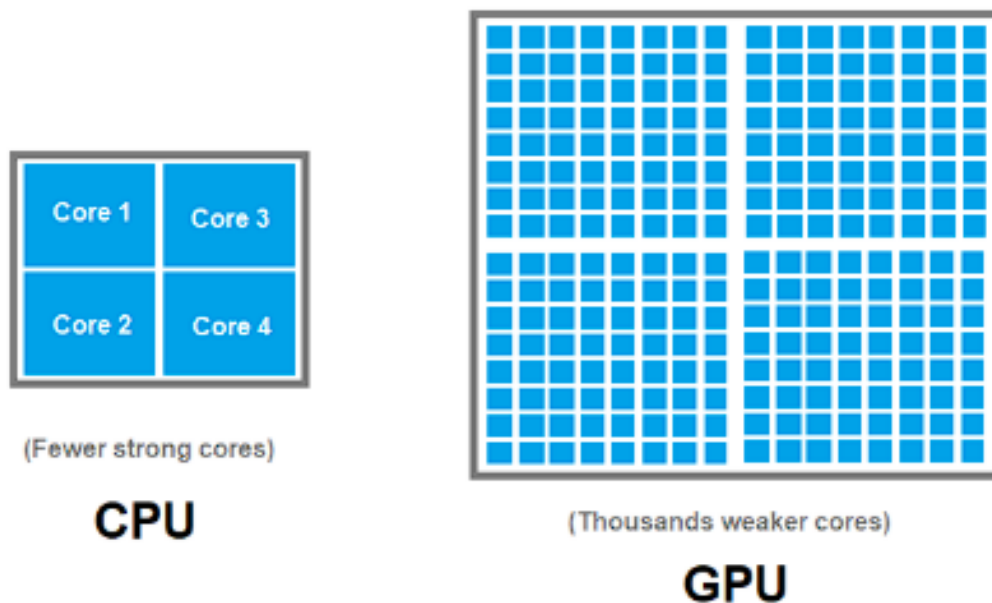 Core 1
Core 3
Core 2
Core 4
(Fewer strong cores)
CPU
(Thousands weaker cores)
GPU